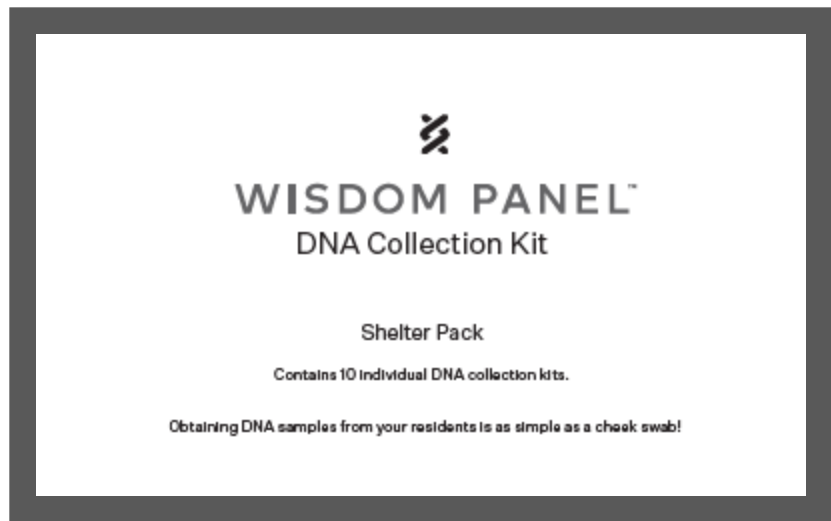 WISDOM PANEL™
DNA Collection Kit
Shelter Pack
Contains 10 individual DNA collection kits.
Obtaining DNA samples from your residents is as simple as a cheek swab!